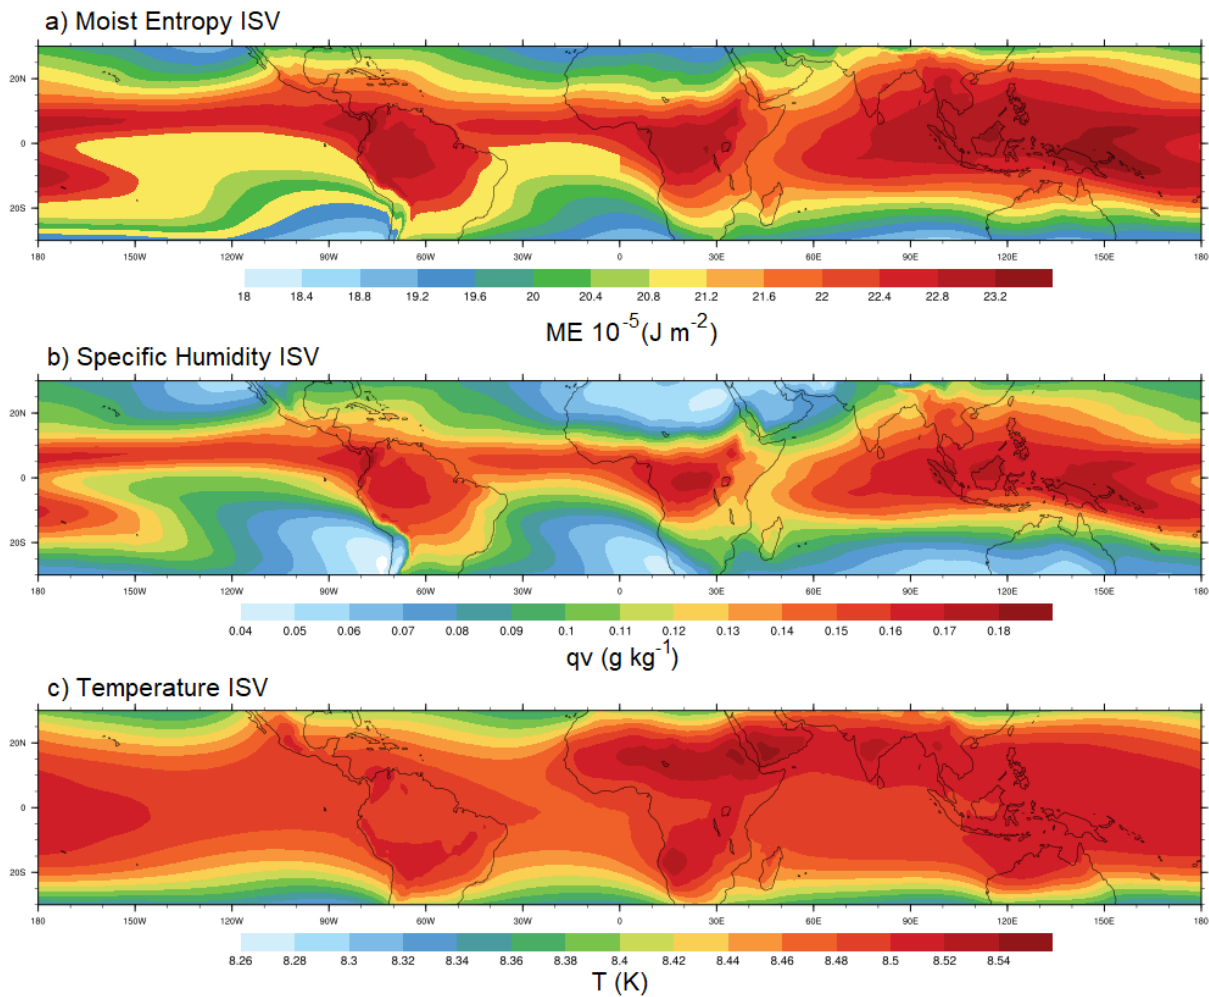 a) Moist Entropy ISV
20N
0
20S
180 150W 120W 90W 60W 30W 0 30E 60E 90E 120E 150E 180
18 18.4 18.8 19.2 19.6 20 20.4 20.8 21.2 21.6 22 22.4 22.8 23.2
ME 10⁻⁵(J m⁻²)
b) Specific Humidity ISV
20N
0
20S
180 150W 120W 90W 60W 30W 0 30E 60E 90E 120E 150E 180
0.04 0.05 0.06 0.07 0.08 0.09 0.1 0.11 0.12 0.13 0.14 0.15 0.16 0.17 0.18
qv (g kg⁻¹)
c) Temperature ISV
20N
0
20S
180 150W 120W 90W 60W 30W 0 30E 60E 90E 120E 150E 180
8.26 8.28 8.3 8.32 8.34 8.36 8.38 8.4 8.42 8.44 8.46 8.48 8.5 8.52 8.54
T (K)